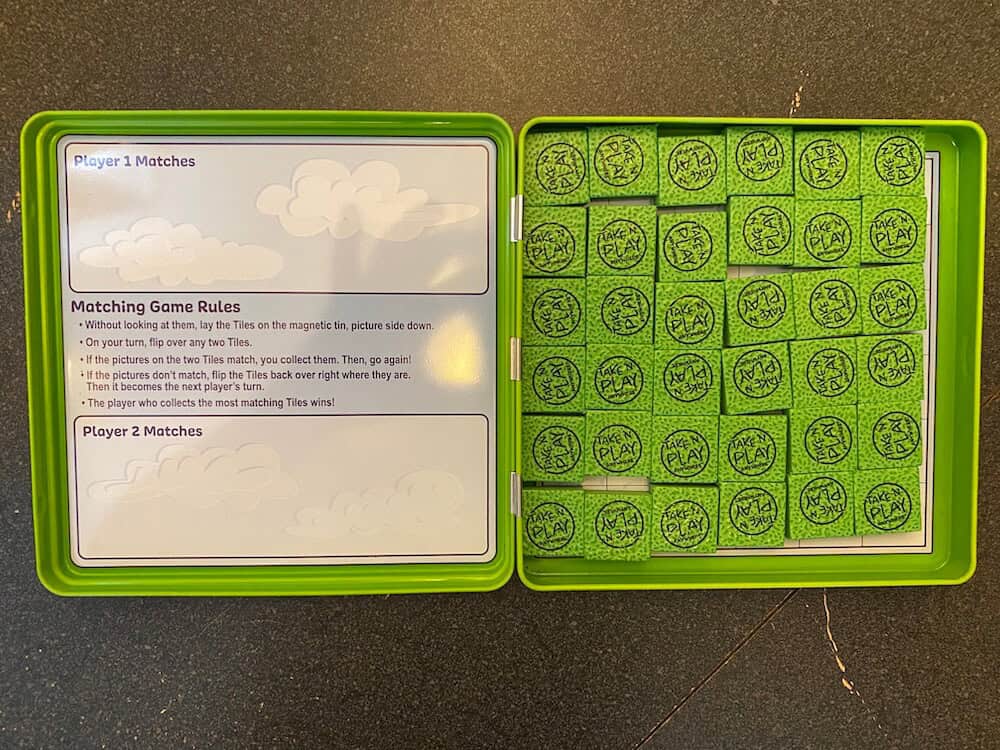 Player 1 Matches
Matching Game Rules
• Without looking at them, lay the Tiles on the magnetic tin, picture side down.
• On your turn, flip over any two Tiles.
• If the pictures on the two Tiles match, you collect them. Then, go again!
• If the pictures don't match, flip the Tiles back over right where they are.
Then it becomes the next player's turn.
• The player who collects the most matching Tiles wins!
Player 2 Matches
TAKE 'N
PLAY